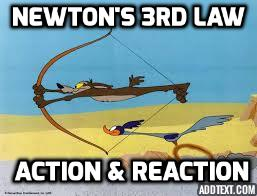 NEWTON'S 3RD LAW
ACTION & REACTION
ADDTEXT.COM